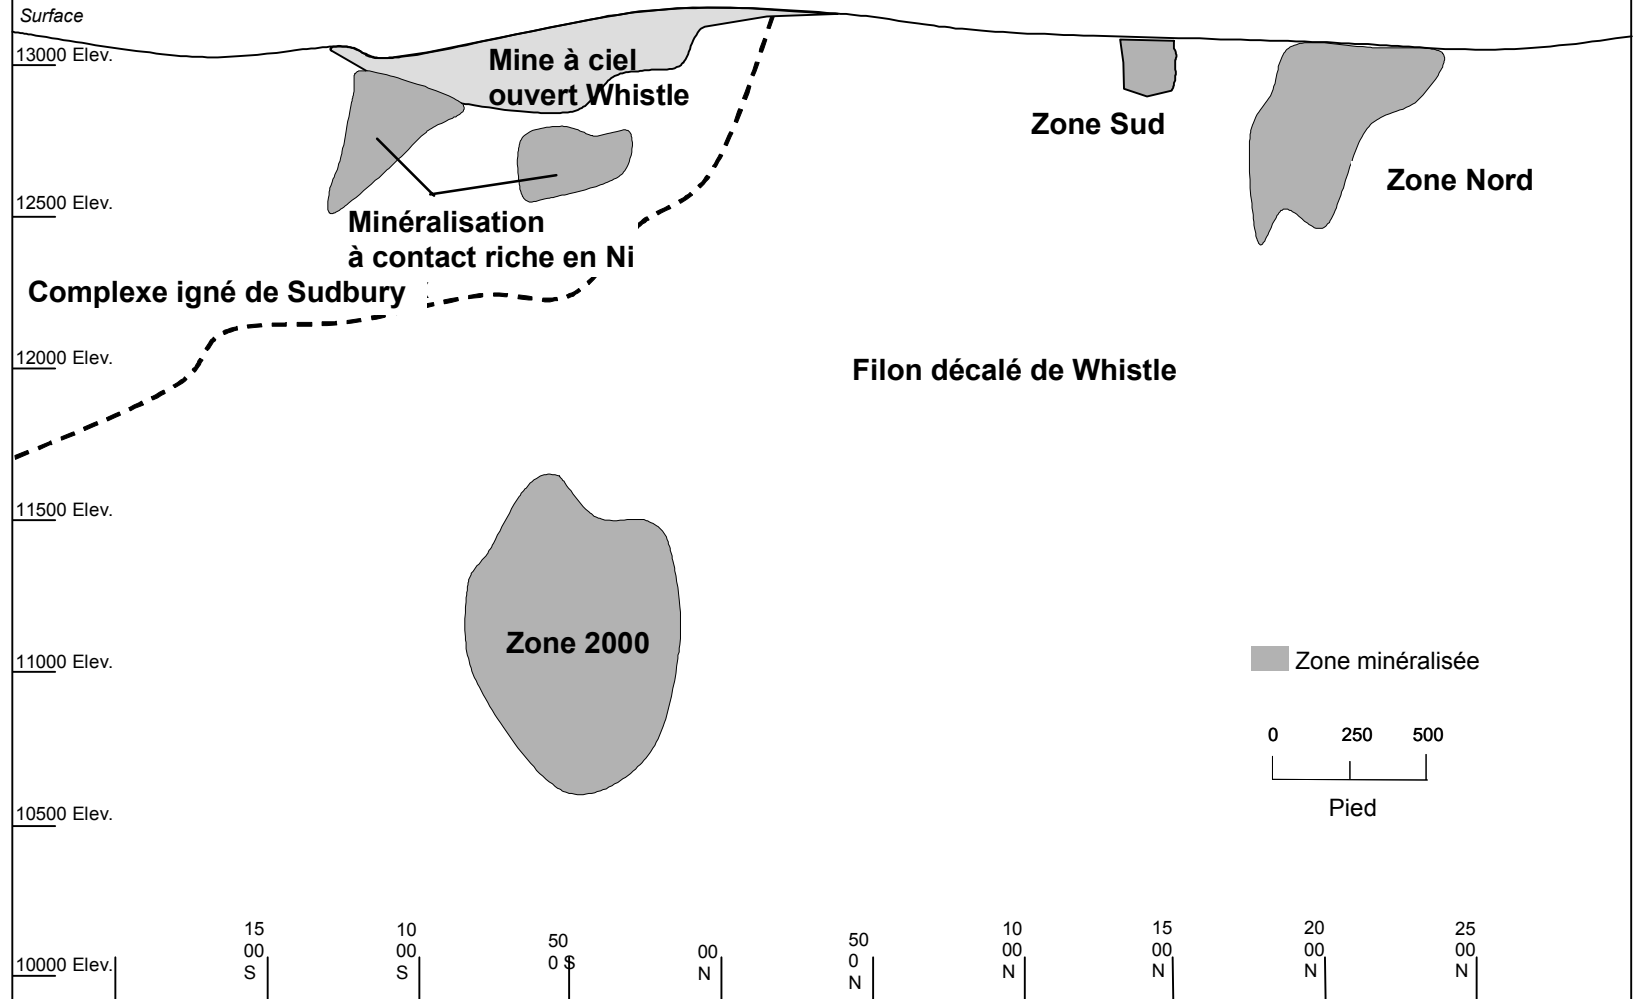 Surface
13000 Elev.
Mine à ciel
ouvert Whistle
Zone Sud
Zone Nord
12500 Elev.
Minéralisation
à contact riche en Ni
Complexe igné de Sudbury
12000 Elev.
Filon décalé de Whistle
11500 Elev.
Zone 2000
11000 Elev.
Zone minéralisée
0 250 500
Pied
10500 Elev.
10000 Elev.
15
00
S
10
00
S
50
0 S
00
N
50
0
N
10
00
N
15
00
N
20
00
N
25
00
N